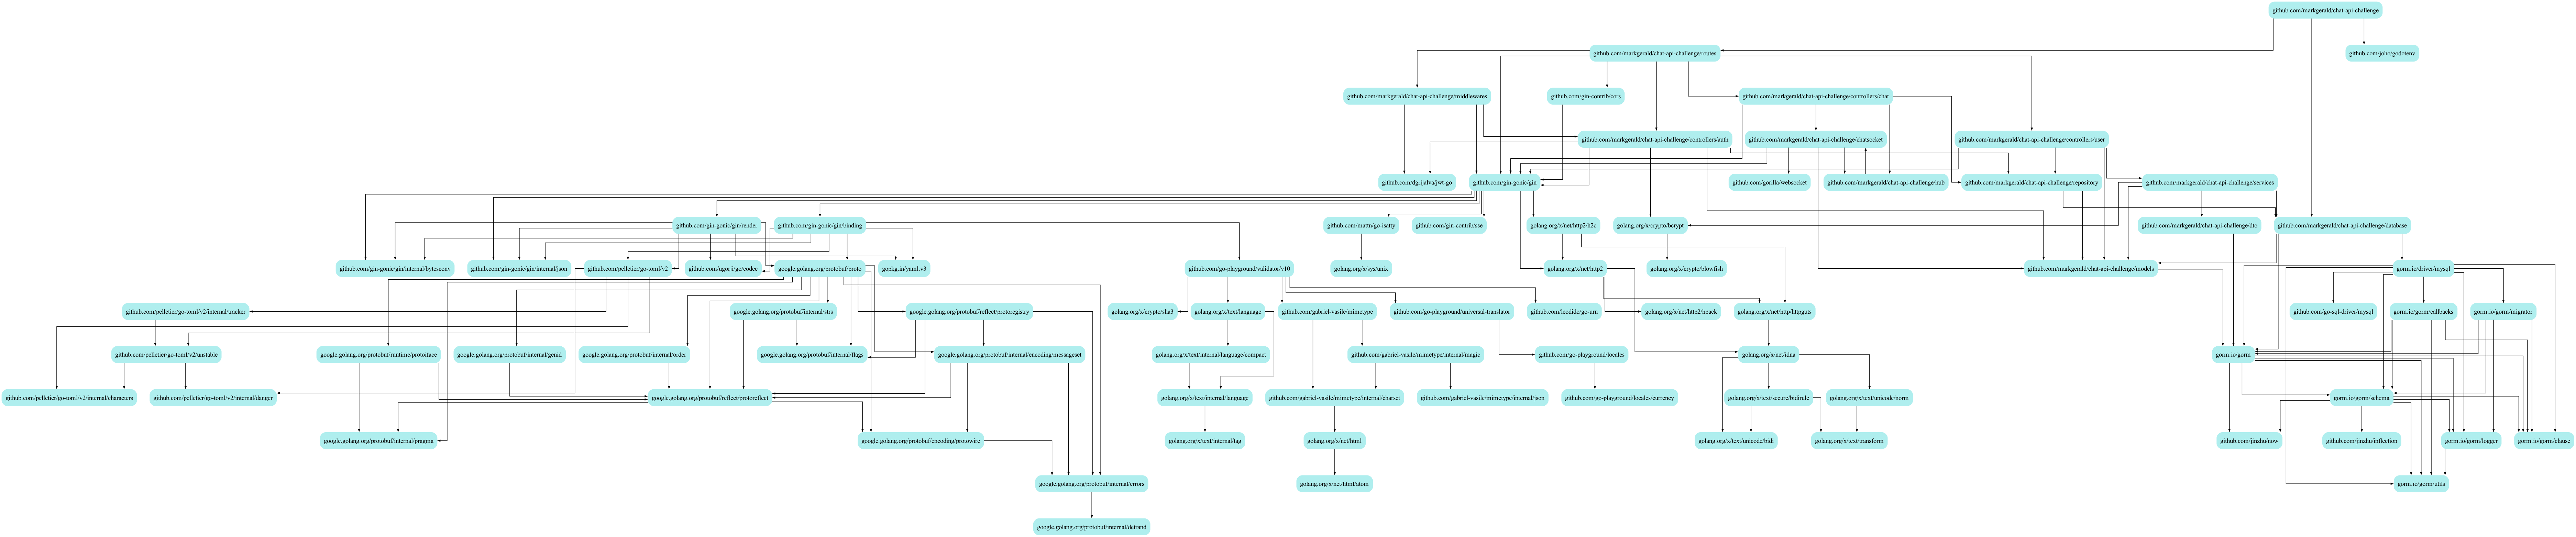 github.com/markgerald/chat-api-challenge
github.com/markgerald/chat-api-challenge/routes
github.com/joho/godotenv
github.com/markgerald/chat-api-challenge/middlewares
github.com/gin-contrib/cors
github.com/markgerald/chat-api-challenge/controllers/chat
github.com/markgerald/chat-api-challenge/controllers/auth
github.com/markgerald/chat-api-challenge/chatsocket
github.com/markgerald/chat-api-challenge/controllers/user
github.com/dgrijalva/jwt-go
github.com/gin-gonic/gin
github.com/gorilla/websocket
github.com/markgerald/chat-api-challenge/hub
github.com/markgerald/chat-api-challenge/repository
github.com/markgerald/chat-api-challenge/services
github.com/gin-gonic/gin/render
github.com/gin-gonic/gin/binding
github.com/mattn/go-isatty
github.com/gin-contrib/sse
golang.org/x/net/http2/h2c
golang.org/x/crypto/bcrypt
github.com/markgerald/chat-api-challenge/dto
github.com/markgerald/chat-api-challenge/database
github.com/gin-gonic/gin/internal/bytesconv
github.com/gin-gonic/gin/internal/json
github.com/pelletier/go-toml/v2
github.com/ugorji/go/codec
google.golang.org/protobuf/proto
gopkg.in/yaml.v3
github.com/go-playground/validator/v10
golang.org/x/sys/unix
golang.org/x/net/http2
golang.org/x/crypto/blowfish
github.com/markgerald/chat-api-challenge/models
gorm.io/driver/mysql
github.com/pelletier/go-toml/v2/internal/tracker
google.golang.org/protobuf/internal/strs
google.golang.org/protobuf/reflect/protoregistry
golang.org/x/crypto/sha3
golang.org/x/text/language
github.com/gabriel-vasile/mimetype
github.com/go-playground/universal-translator
github.com/leodido/go-urn
golang.org/x/net/http2/hpack
golang.org/x/net/http/httpguts
github.com/go-sql-driver/mysql
gorm.io/gorm/callbacks
gorm.io/gorm/migrator
github.com/pelletier/go-toml/v2/unstable
google.golang.org/protobuf/runtime/protoiface
google.golang.org/protobuf/internal/genid
google.golang.org/protobuf/internal/order
google.golang.org/protobuf/internal/flags
google.golang.org/protobuf/internal/encoding/messageset
golang.org/x/text/internal/language/compact
github.com/gabriel-vasile/mimetype/internal/magic
github.com/go-playground/locales
golang.org/x/net/idna
gorm.io/gorm
github.com/pelletier/go-toml/v2/internal/characters
github.com/pelletier/go-toml/v2/internal/danger
google.golang.org/protobuf/reflect/protoreflect
golang.org/x/text/internal/language
github.com/gabriel-vasile/mimetype/internal/charset
github.com/gabriel-vasile/mimetype/internal/json
github.com/go-playground/locales/currency
golang.org/x/text/secure/bidirule
golang.org/x/text/unicode/norm
gorm.io/gorm/schema
google.golang.org/protobuf/internal/pragma
google.golang.org/protobuf/encoding/protowire
golang.org/x/text/internal/tag
golang.org/x/net/html
golang.org/x/text/unicode/bidi
golang.org/x/text/transform
github.com/jinzhu/now
github.com/jinzhu/inflection
gorm.io/gorm/logger
gorm.io/gorm/clause
google.golang.org/protobuf/internal/errors
golang.org/x/net/html/atom
gorm.io/gorm/utils
google.golang.org/protobuf/internal/detrand